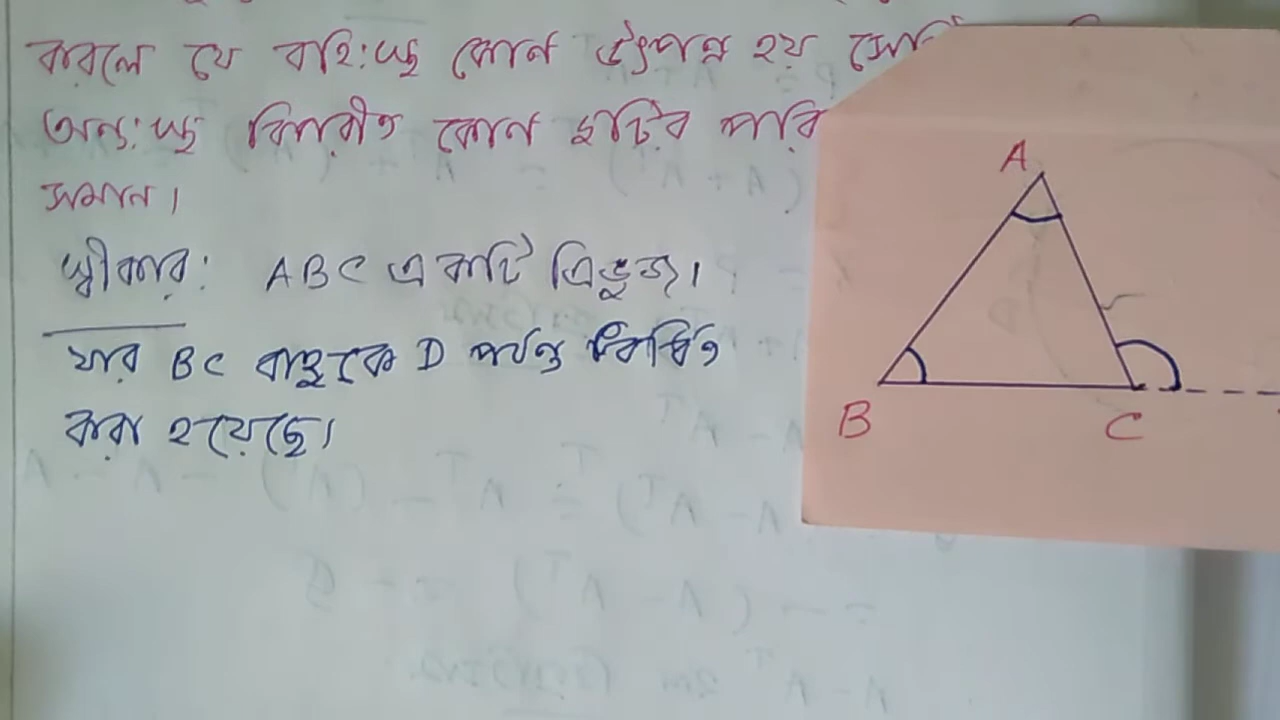 করলে যে বহিঃস্থ কোন উৎপন্ন হয়
অন্তঃস্থ বিপরীত কোন দুটির
সমান।
স্বীকার: ABC একটি ত্রিভুজ।
যার BC বাহুকে D পর্যন্ত বর্ধিত
করা হয়েছে।
A
B C